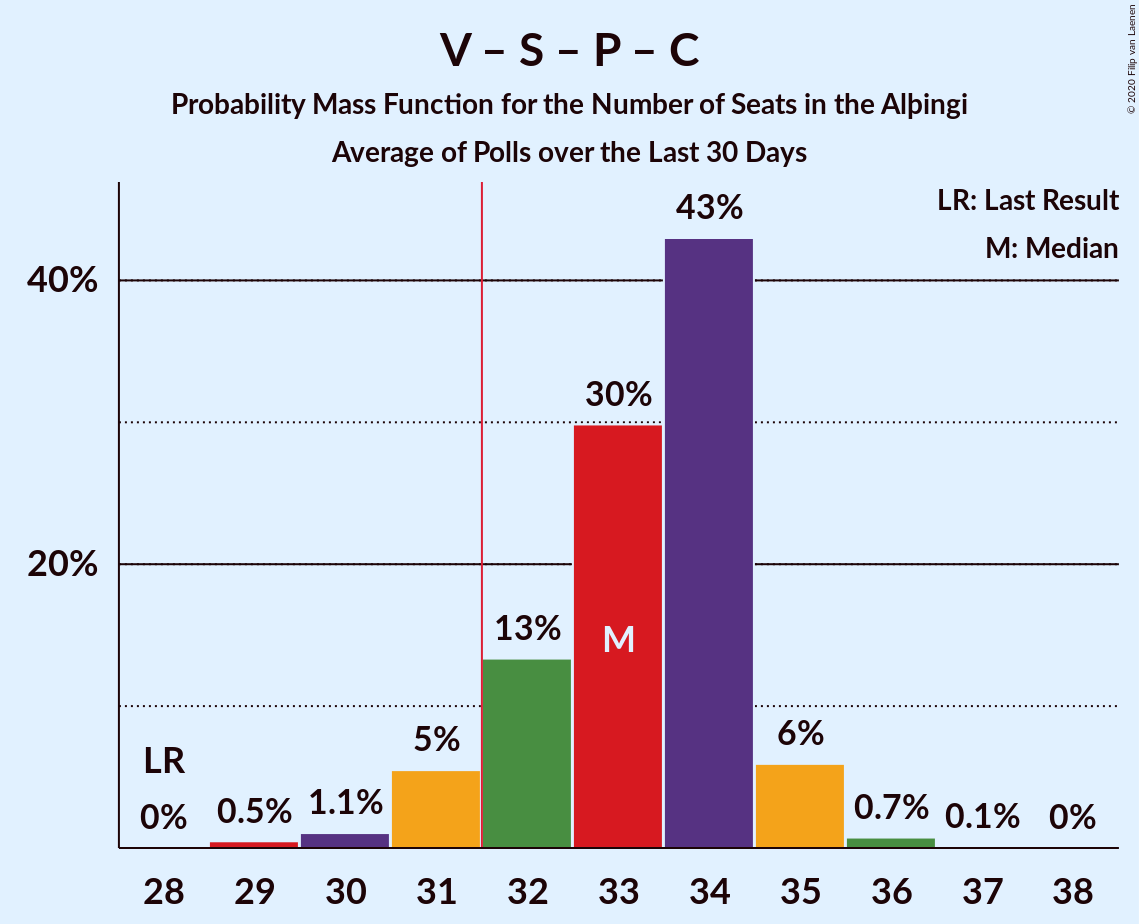 V – S – P – C
Probability Mass Function for the Number of Seats in the Alþingi
Average of Polls over the Last 30 Days
© 2020 Filip van Laenen
LR: Last Result
M: Median
43%
40%
30%
20%
13%
M
5%
6%
LR
0%
0.5%
1.1%
0.7%
0.1%
0%
28 29 30 31 32 33 34 35 36 37 38